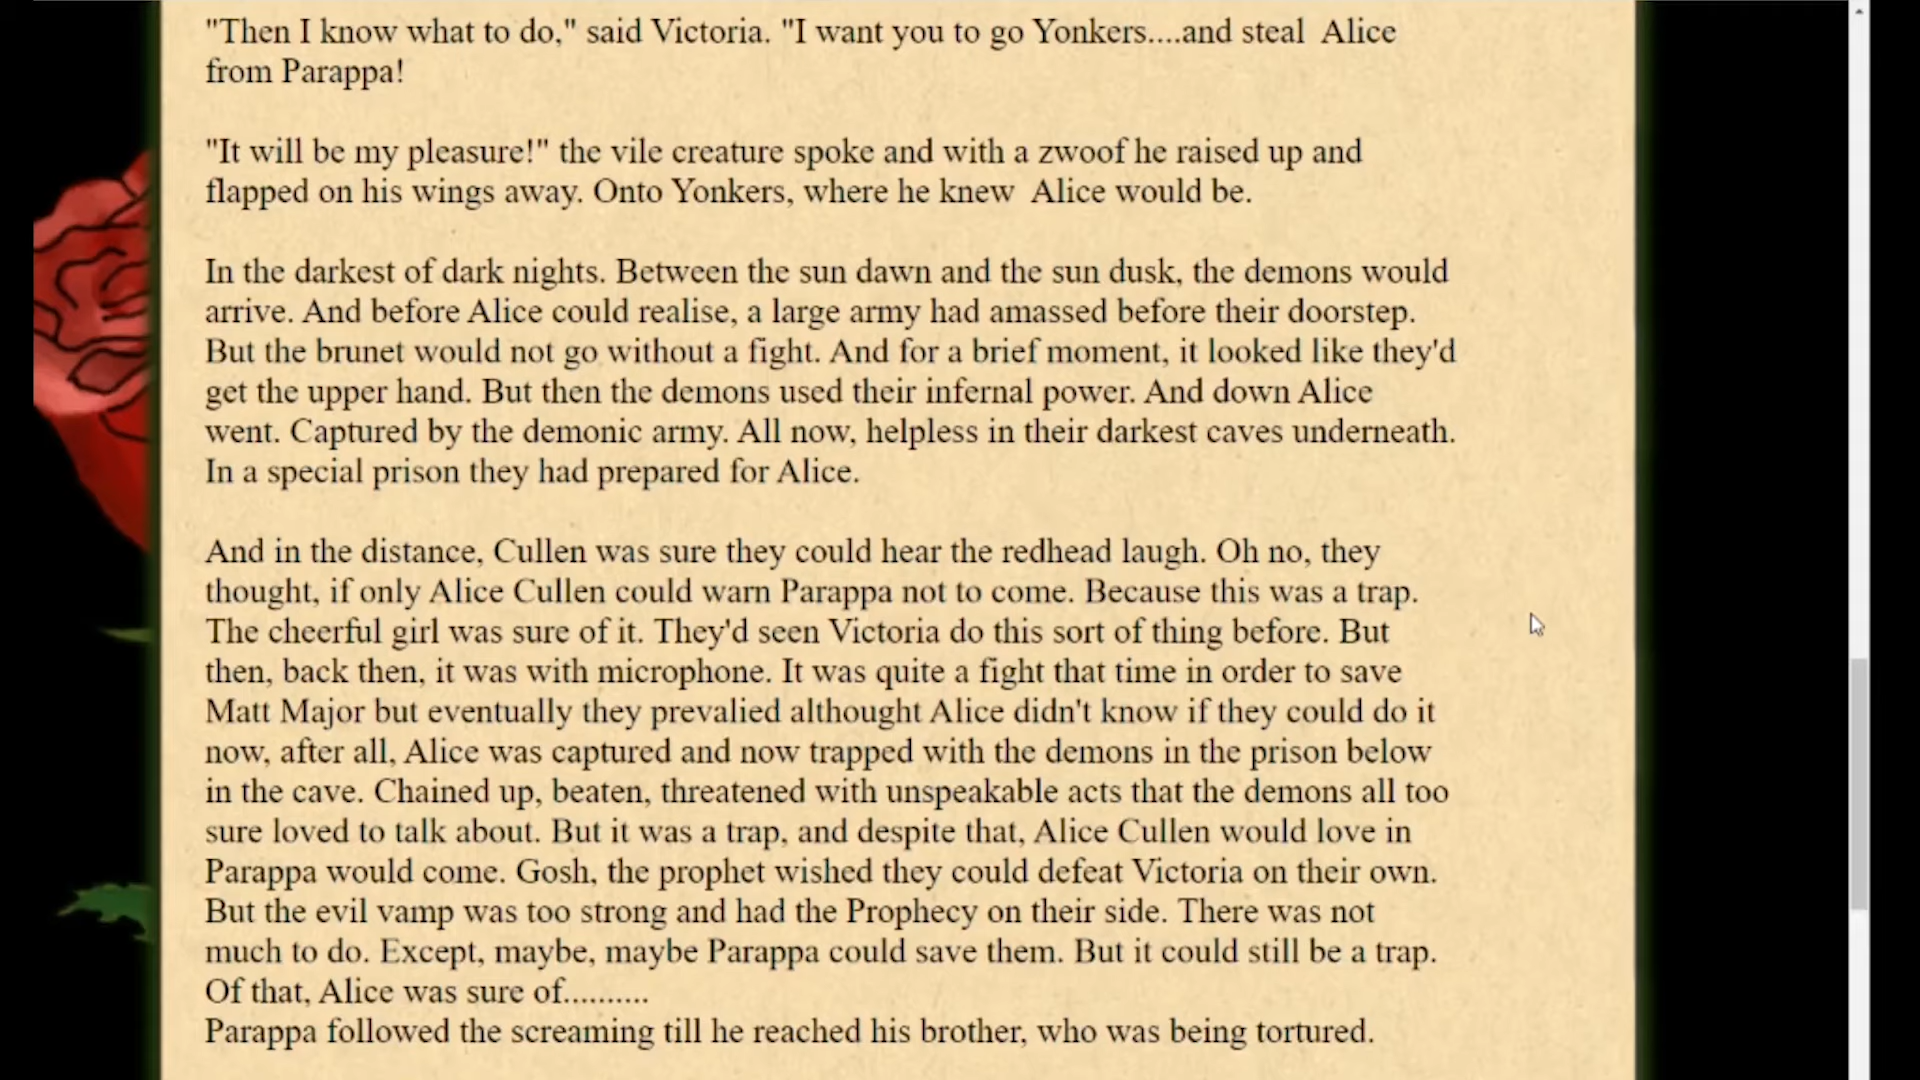 "Then I know what to do," said Victoria. "I want you to go Yonkers....and steal  Alice
from Parappa!
"It will be my pleasure!" the vile creature spoke and with a zwoof he raised up and
flapped on his wings away. Onto Yonkers, where he knew  Alice would be.
In the darkest of dark nights. Between the sun dawn and the sun dusk, the demons would
arrive. And before Alice could realise, a large army had amassed before their doorstep.
But the brunet would not go without a fight. And for a brief moment, it looked like they'd
get the upper hand. But then the demons used their infernal power. And down Alice
went. Captured by the demonic army. All now, helpless in their darkest caves underneath.
In a special prison they had prepared for Alice.
And in the distance, Cullen was sure they could hear the redhead laugh. Oh no, they
thought, if only Alice Cullen could warn Parappa not to come. Because this was a trap.
The cheerful girl was sure of it. They'd seen Victoria do this sort of thing before. But
then, back then, it was with microphone. It was quite a fight that time in order to save
Matt Major but eventually they prevalied althought Alice didn't know if they could do it
now, after all, Alice was captured and now trapped with the demons in the prison below
in the cave. Chained up, beaten, threatened with unspeakable acts that the demons all too
sure loved to talk about. But it was a trap, and despite that, Alice Cullen would love in
Parappa would come. Gosh, the prophet wished they could defeat Victoria on their own.
But the evil vamp was too strong and had the Prophecy on their side. There was not
much to do. Except, maybe, maybe Parappa could save them. But it could still be a trap.
Of that, Alice was sure of..........
Parappa followed the screaming till he reached his brother, who was being tortured.